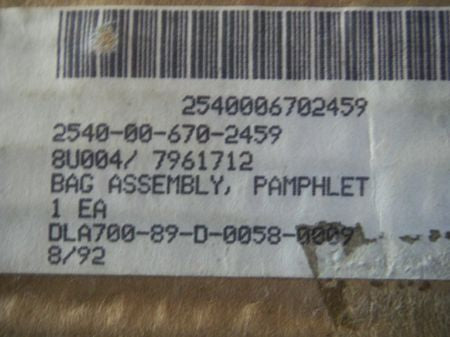 2540006702459
2540-00-670-2459
8U004/ 7961712
BAG ASSEMBLY, PAMPHLET
1 EA
DLA700-89-D-0058-0009
8/92